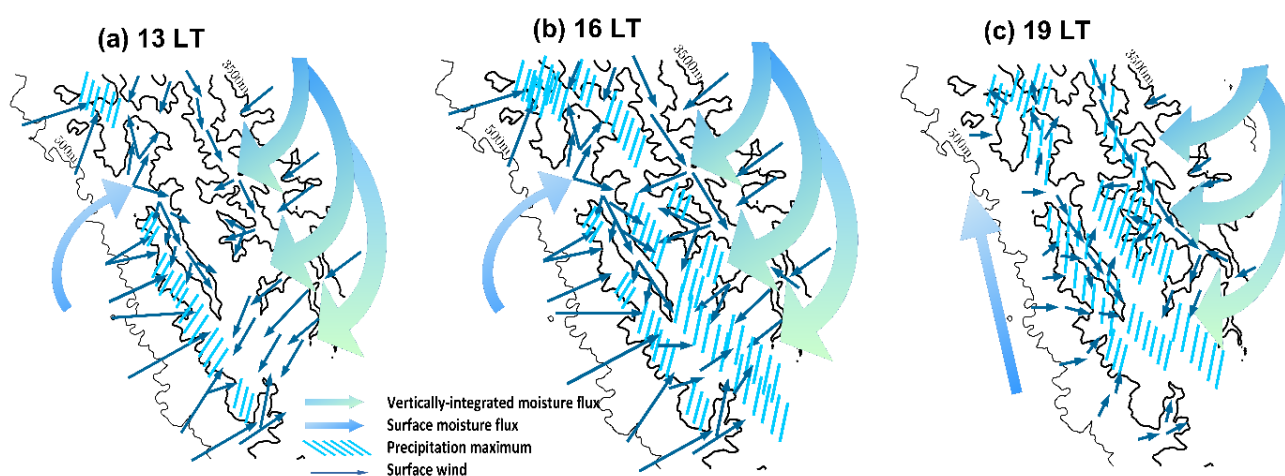 (a) 13 LT
(b) 16 LT
(c) 19 LT
3500m
500m
3500m
500m
3500m
500m
Vertically-integrated moisture flux
Surface moisture flux
Precipitation maximum
Surface wind